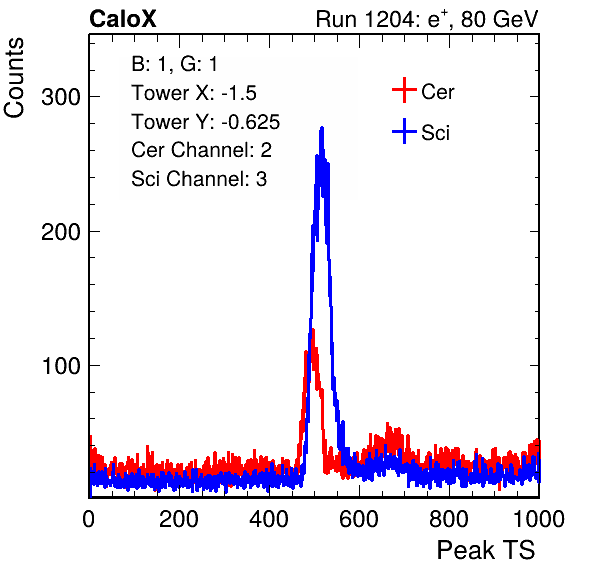 CaloX Run 1204: e⁺, 80 GeV
Counts
B: 1, G: 1
Tower X: -1.5
Tower Y: -0.625
Cer Channel: 2
Sci Channel: 3
Cer
Sci
300
200
100
0 200 400 600 800 1000
Peak TS